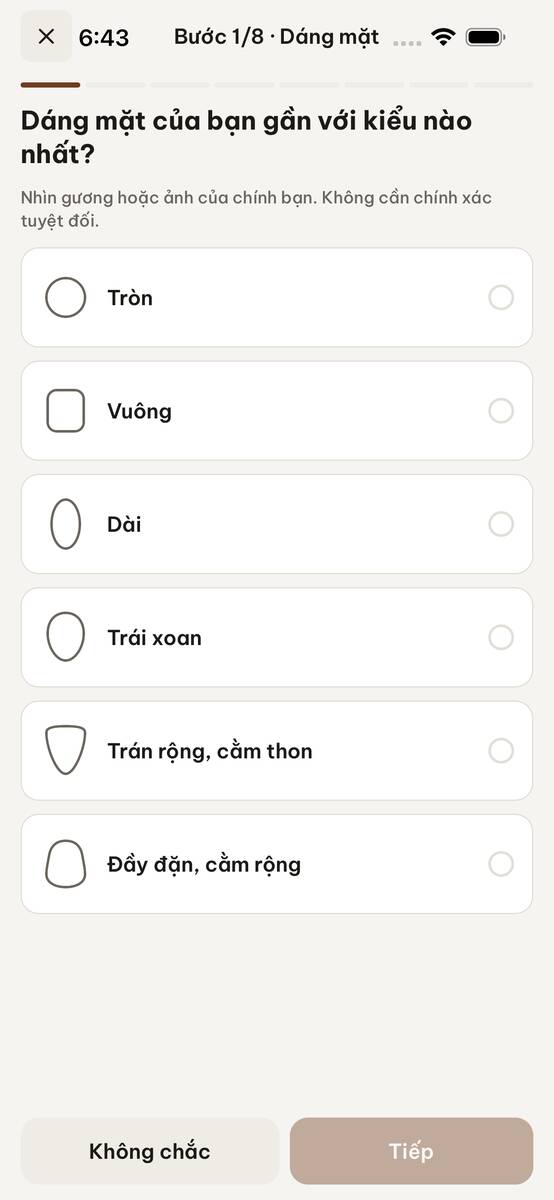 6:43
Bước 1/8 · Dáng mặt
Dáng mặt của bạn gần với kiểu nào
nhất?
Nhìn gương hoặc ảnh của chính bạn. Không cần chính xác
tuyệt đối.
Tròn
Vuông
Dài
Trái xoan
Trán rộng, cằm thon
Đầy đặn, cằm rộng
Không chắc
Tiếp